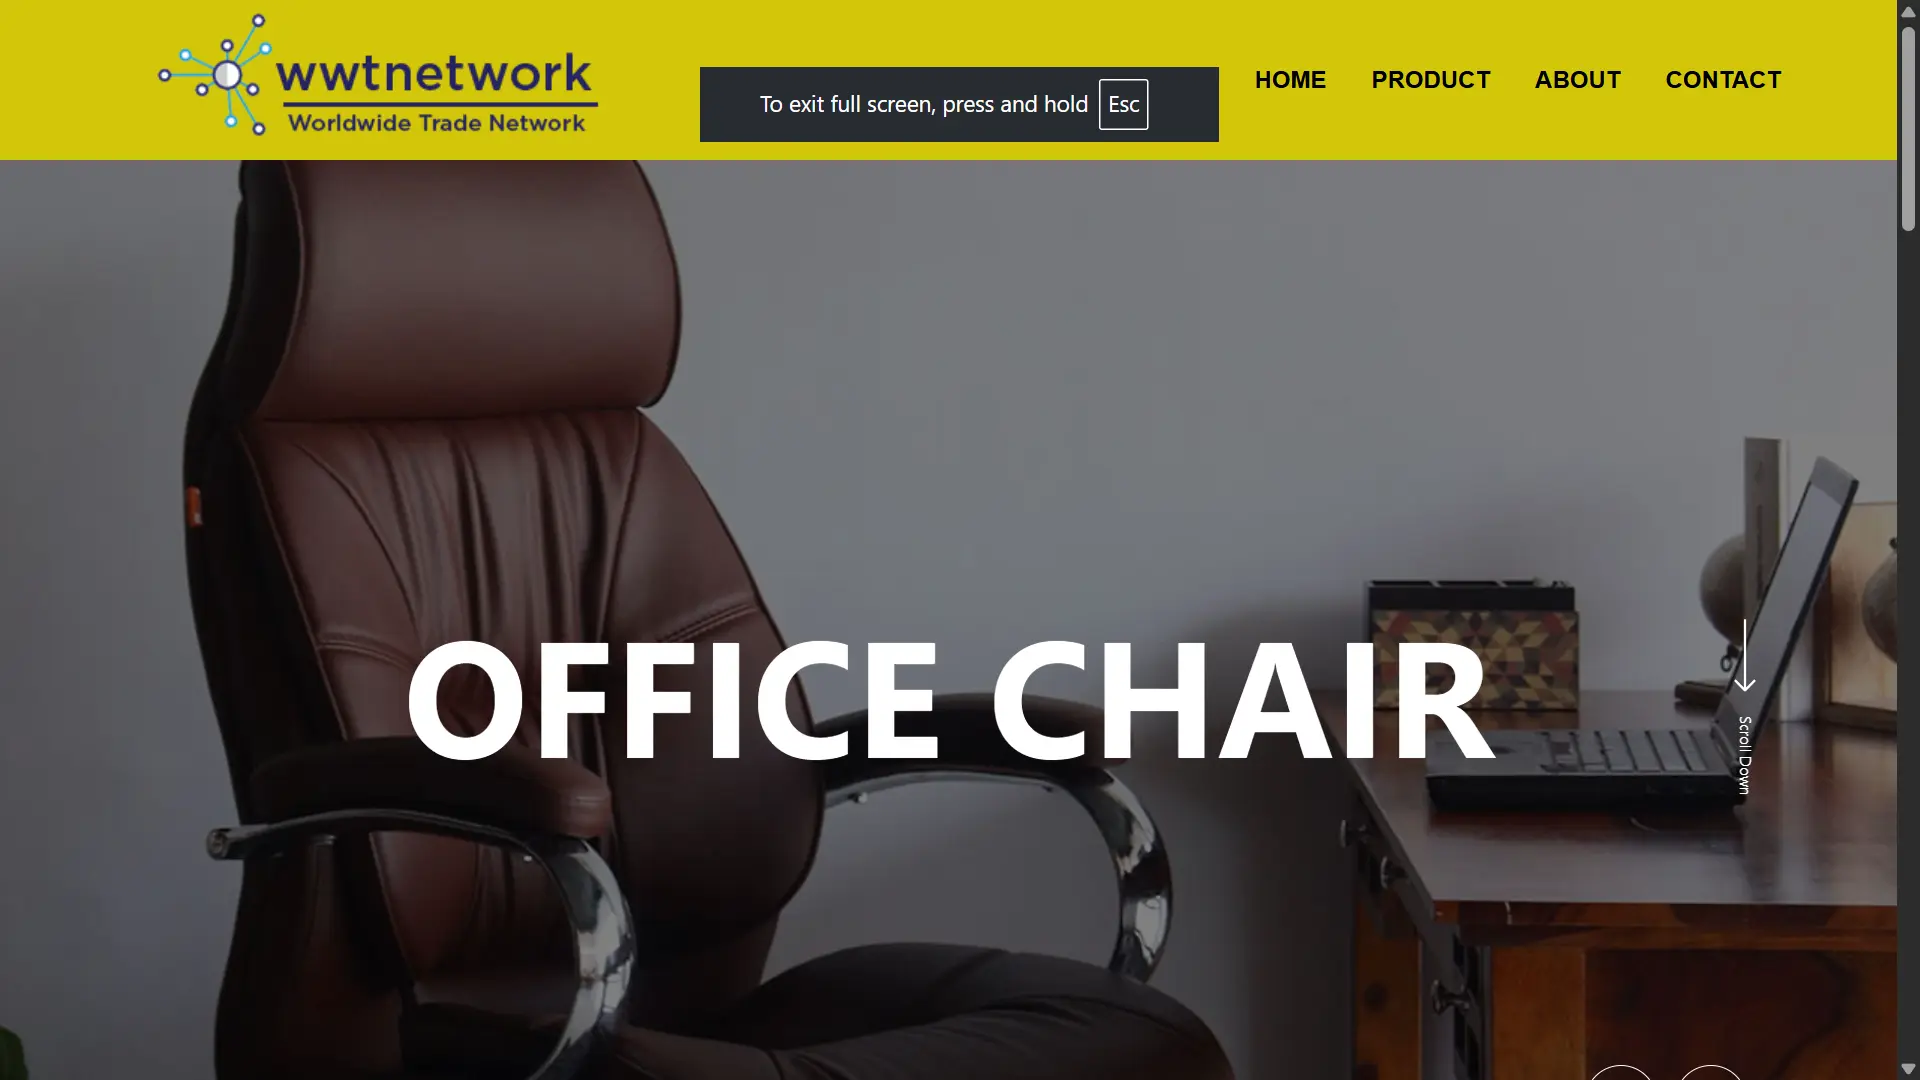 wwtnetwork
Worldwide Trade Network
To exit full screen, press and hold Esc
HOME PRODUCT ABOUT CONTACT
OFFICE CHAIR
Scroll Down